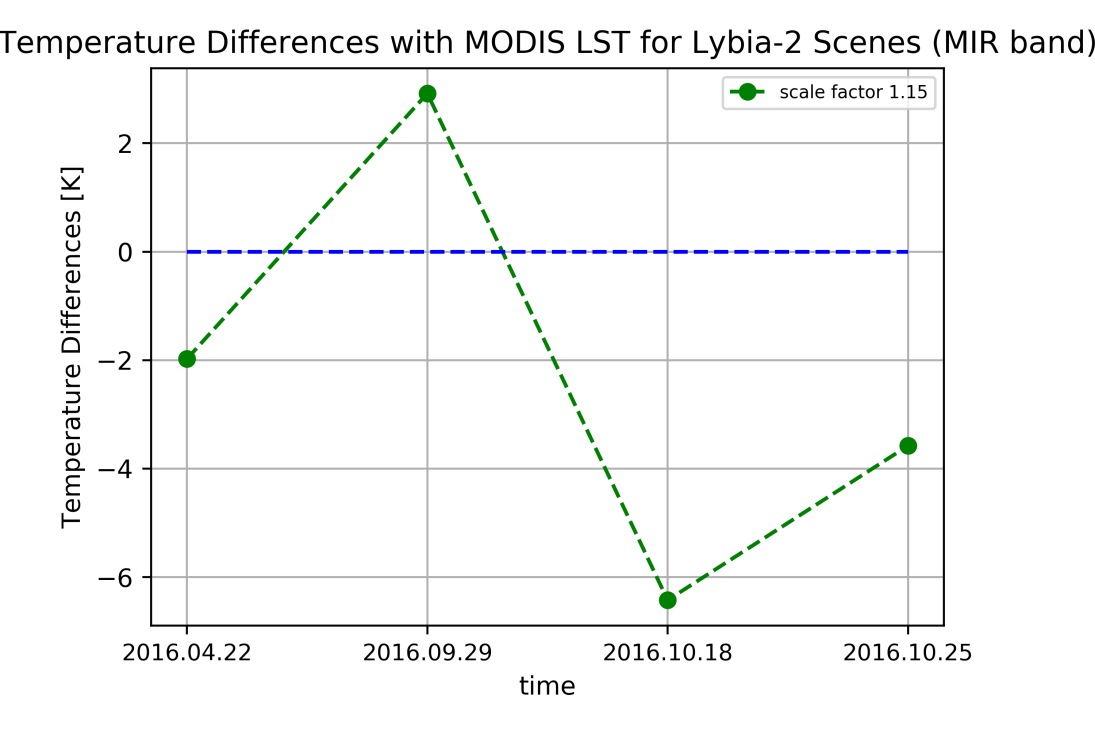 Temperature Differences with MODIS LST for Lybia-2 Scenes (MIR band)
scale factor 1.15
Temperature Differences [K]
2
0
−2
−4
−6
2016.04.22 2016.09.29 2016.10.18 2016.10.25
time